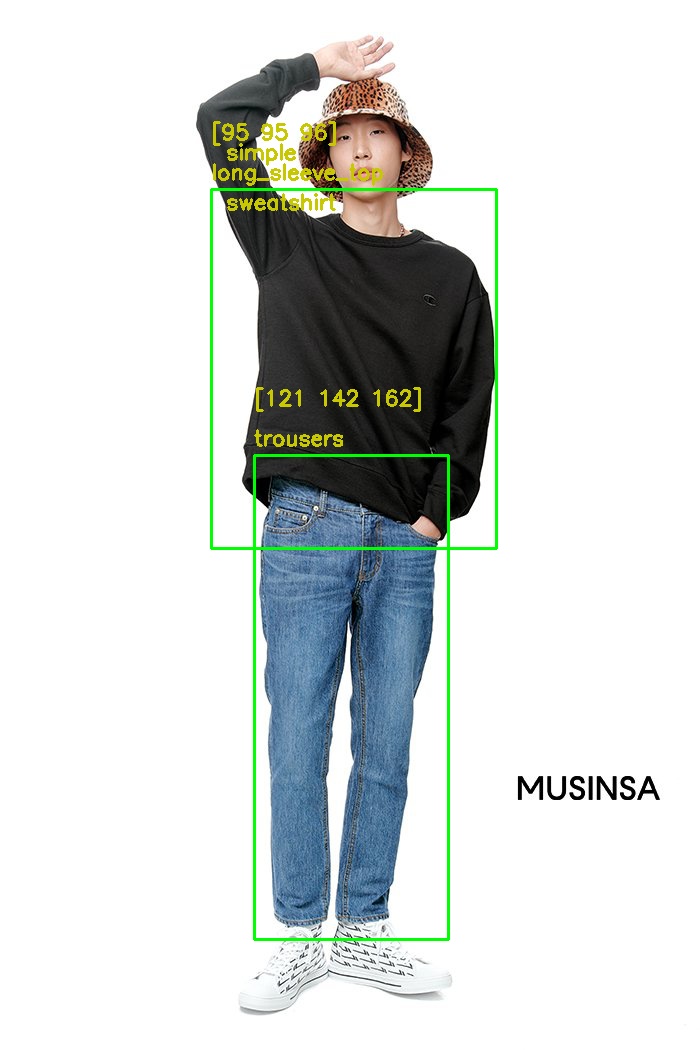 [95 95 96]
simple
long_sleeve_top
sweatshirt
[121 142 162]
trousers
MUSINSA